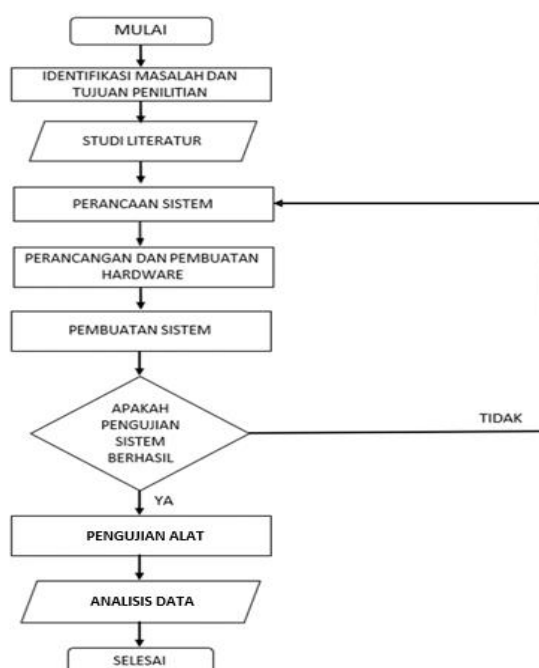 MULAI
IDENTIFIKASI MASALAH DAN
TUJUAN PENILITIAN
STUDI LITERATUR
PERANCAAN SISTEM
PERANCANGAN DAN PEMBUATAN
HARDWARE
PEMBUATAN SISTEM
APAKAH
PENGUJIAN
SISTEM
BERHASIL
TIDAK
YA
PENGUJIAN ALAT
ANALISIS DATA
SELESAI